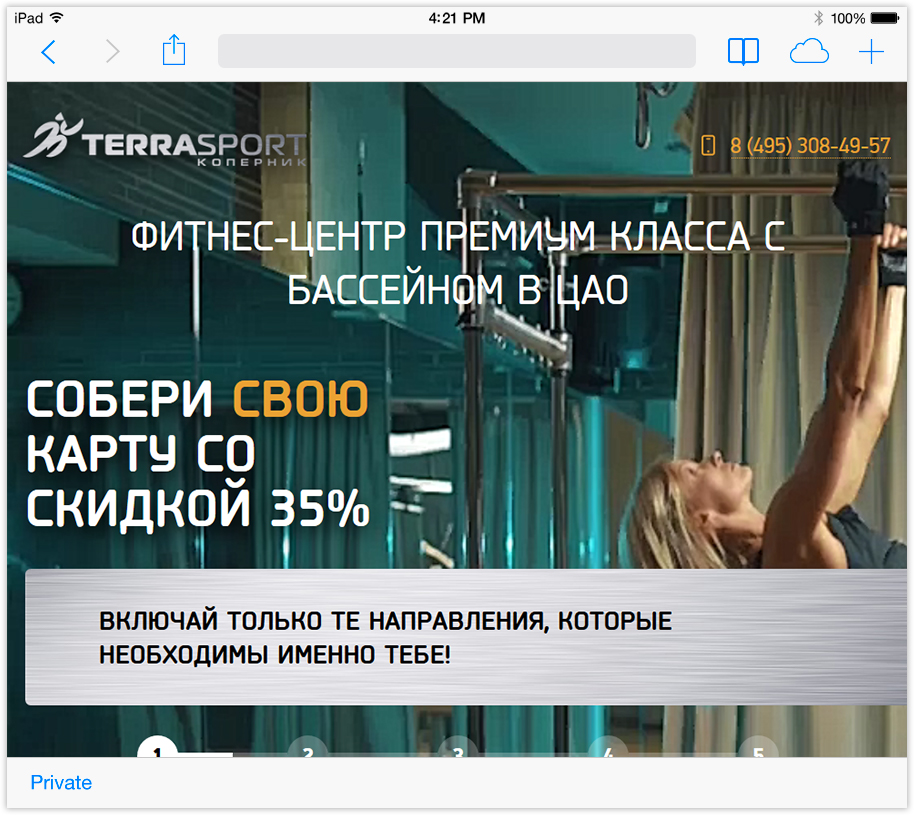 iPad 4:21 PM 100%
TERRASPORT
КОПЕРНИК
8 (495) 308-49-57
ФИТНЕС-ЦЕНТР ПРЕМИУМ КЛАССА С
БАССЕЙНОМ В ЦАО
СОБЕРИ СВОЮ
КАРТУ СО
СКИДКОЙ 35%
ВКЛЮЧАЙ ТОЛЬКО ТЕ НАПРАВЛЕНИЯ, КОТОРЫЕ
НЕОБХОДИМЫ ИМЕННО ТЕБЕ!
1 2 3 4 5
Private